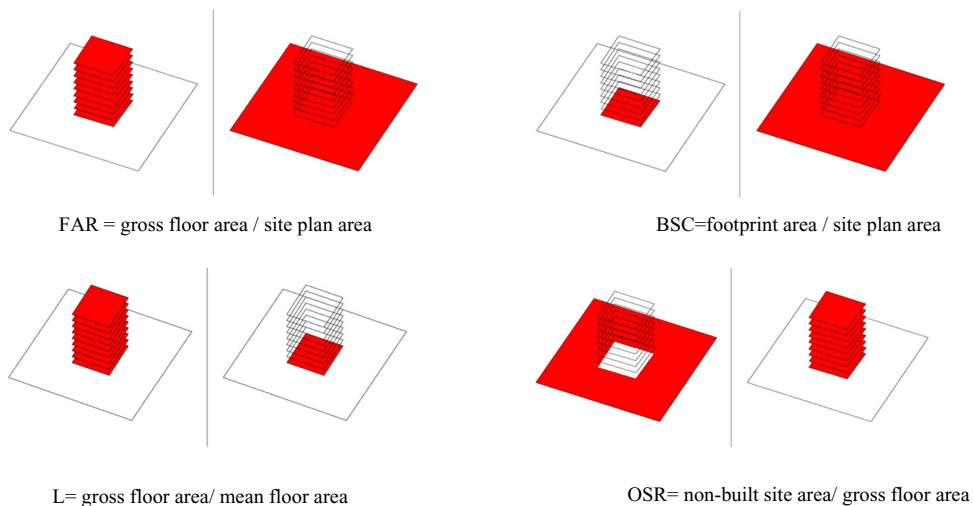 FAR = gross floor area / site plan area
BSC=footprint area / site plan area
L= gross floor area/ mean floor area
OSR= non-built site area/ gross floor area